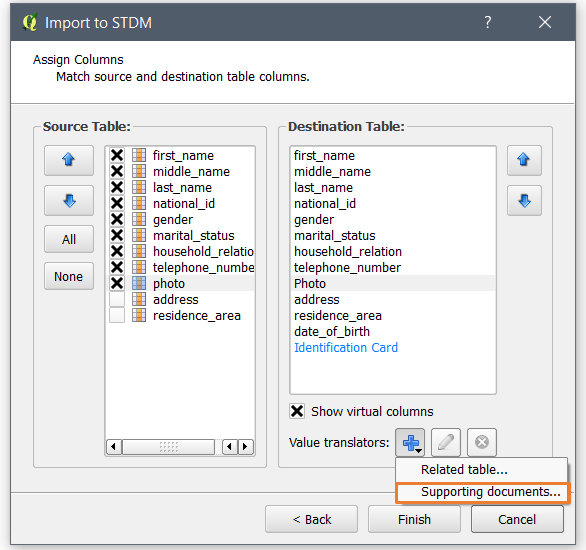 Import to STDM
Assign Columns
Match source and destination table columns.
Source Table:
All
None
first_name
middle_name
last_name
national_id
gender
marital_status
household_relatio
telephone_numbe
photo
address
residence_area
Destination Table:
first_name
middle_name
last_name
national_id
gender
marital_status
household_relation
telephone_number
Photo
address
residence_area
date_of_birth
Identification Card
Show virtual columns
Value translators:
Related table...
Supporting documents...
< Back
Finish
Cancel